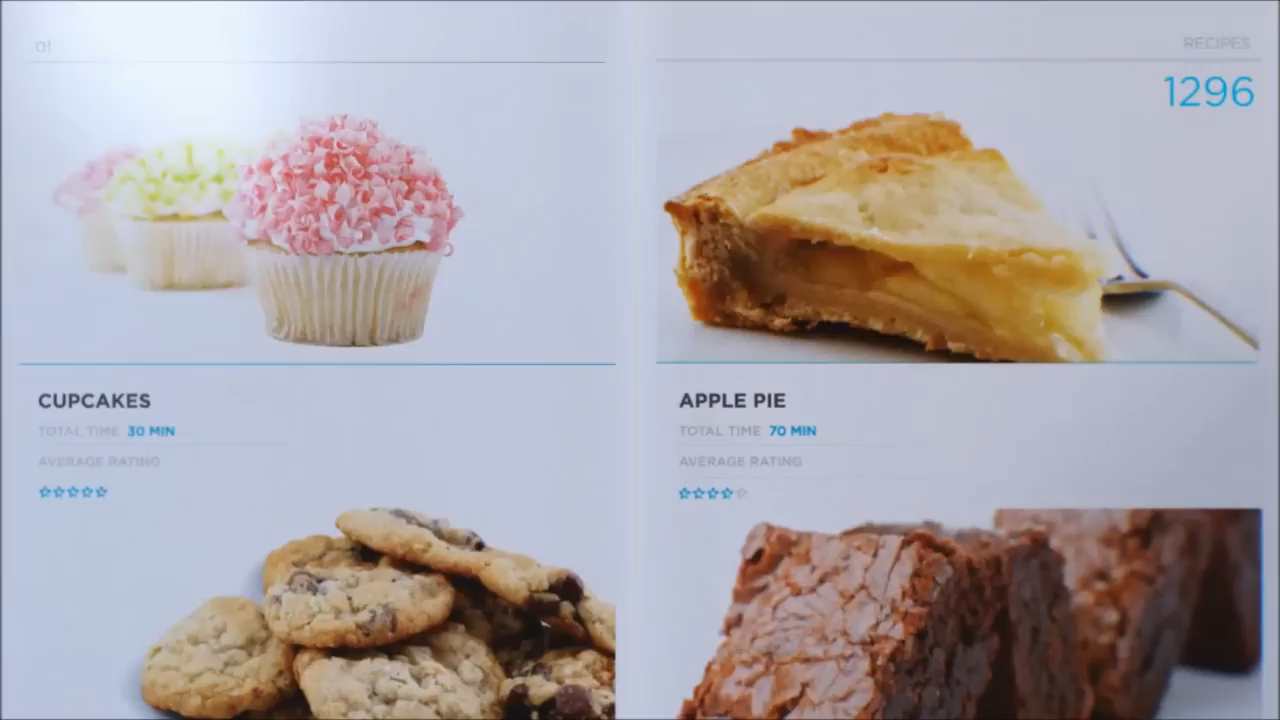 01
RECIPES
1296
CUPCAKES
TOTAL TIME 30 MIN
AVERAGE RATING
APPLE PIE
TOTAL TIME 70 MIN
AVERAGE RATING